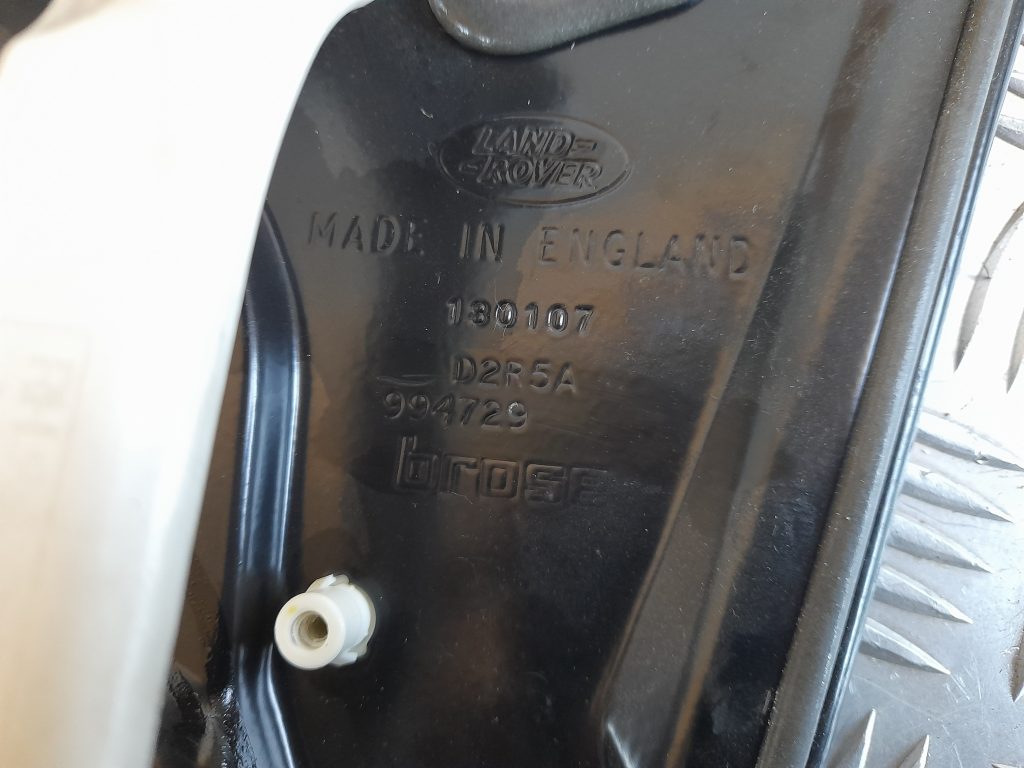 LAND-
-ROVER
MADE IN ENGLAND
130107
D2R5A
994729
brose